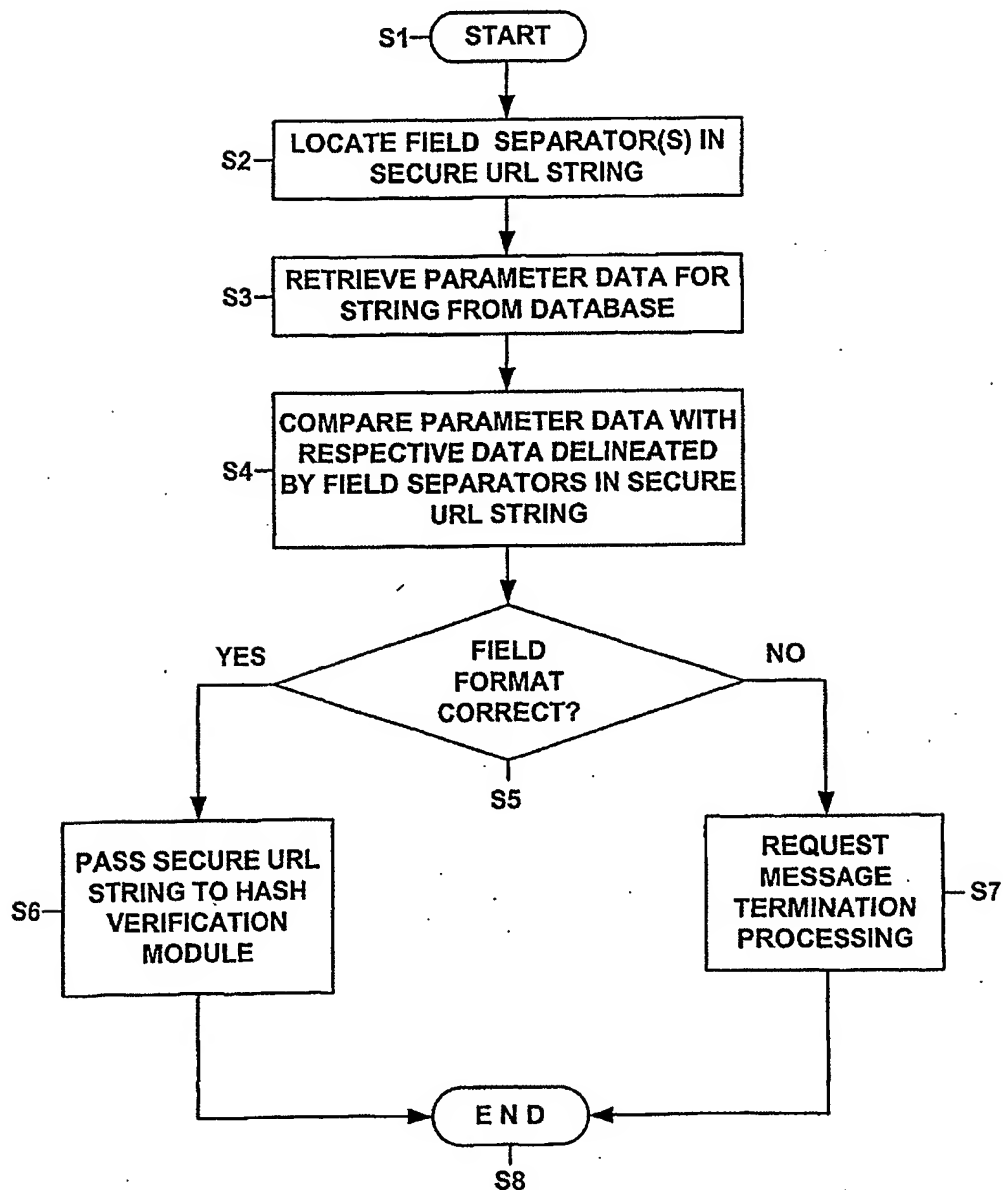 S1
START
S2
LOCATE FIELD SEPARATOR(S) IN
SECURE URL STRING
S3
RETRIEVE PARAMETER DATA FOR
STRING FROM DATABASE
S4
COMPARE PARAMETER DATA WITH
RESPECTIVE DATA DELINEATED
BY FIELD SEPARATORS IN SECURE
URL STRING
YES
FIELD
FORMAT
CORRECT?
NO
S5
S6
PASS SECURE URL
STRING TO HASH
VERIFICATION
MODULE
REQUEST
MESSAGE
TERMINATION
PROCESSING
S7
E N D
S8